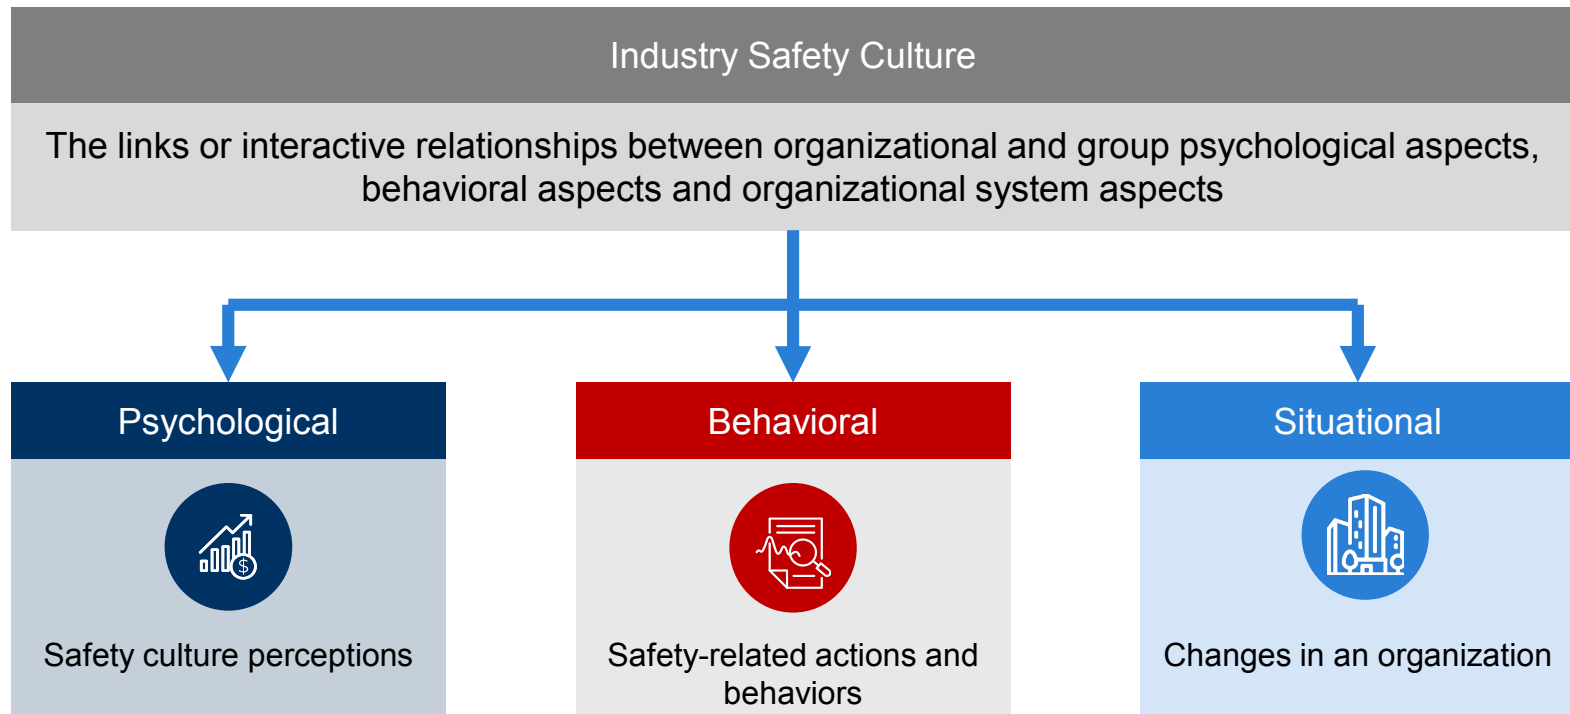 Industry Safety Culture
The links or interactive relationships between organizational and group psychological aspects,
behavioral aspects and organizational system aspects
Psychological
Behavioral
Situational
$
Safety culture perceptions
Safety-related actions and
behaviors
Changes in an organization